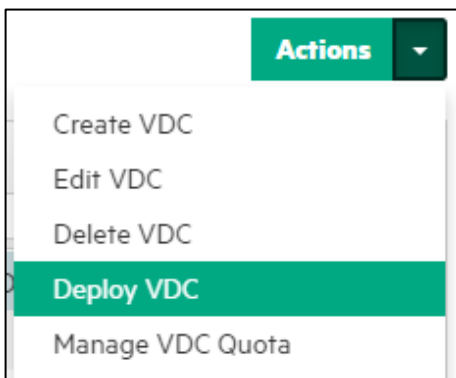 Actions
Create VDC
Edit VDC
Delete VDC
Deploy VDC
Manage VDC Quota